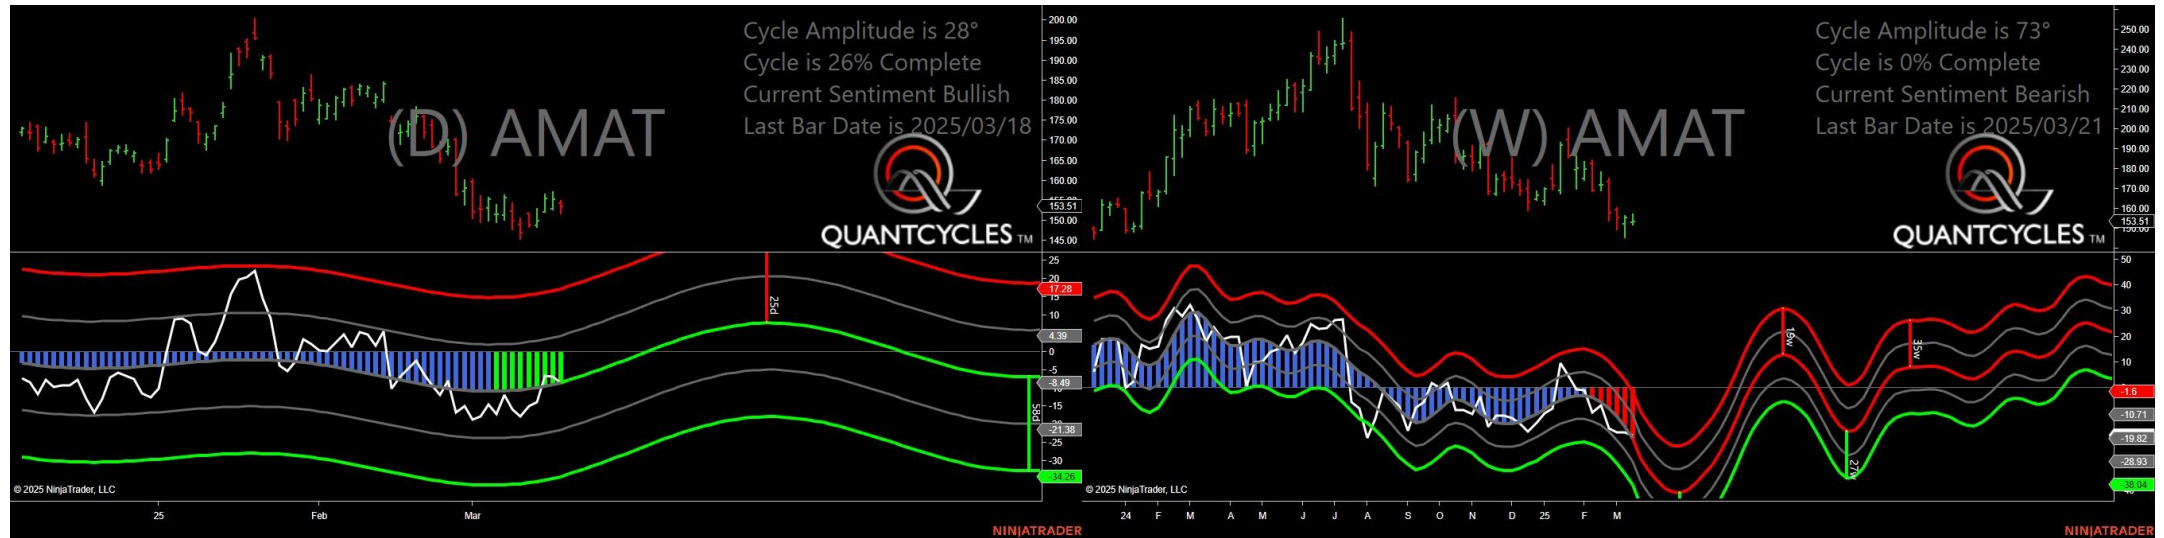 Cycle Amplitude is 28°
Cycle is 26% Complete
Current Sentiment Bullish
Last Bar Date is 2025/03/18
(D) AMAT
QUANTCYCLES TM
200.00
195.00
190.00
185.00
180.00
175.00
170.00
165.00
160.00
153.51
150.00
145.00
25
20
17.28
15
10
4.39
0
-5
-8.49
-15
-21.38
-25
-30
-34.26
25d
58d
© 2025 NinjaTrader, LLC
25 Feb Mar
NINJATRADER
Cycle Amplitude is 73°
Cycle is 0% Complete
Current Sentiment Bearish
Last Bar Date is 2025/03/21
(W) AMAT
QUANTCYCLES TM
250.00
240.00
230.00
220.00
210.00
200.00
190.00
180.00
170.00
160.00
153.51
150.00
50
40
30
20
10
-1.6
-10.71
-19.82
-28.93
-38.04
19w
35w
27w
© 2025 NinjaTrader, LLC
24 F M A M J J A S O N D 25 F M
NINJATRADER